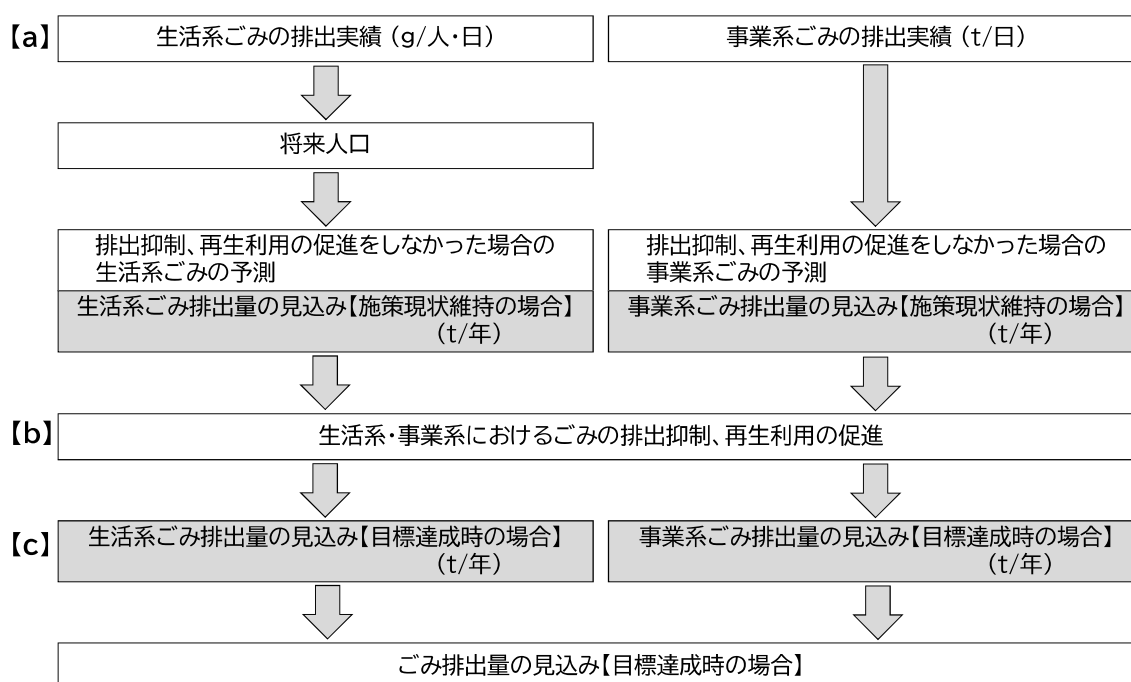 【a】
生活系ごみの排出実績（g/人・日）
事業系ごみの排出実績（t/日）
将来人口
排出抑制、再生利用の促進をしなかった場合の
生活系ごみの予測
排出抑制、再生利用の促進をしなかった場合の
事業系ごみの予測
生活系ごみ排出量の見込み【施策現状維持の場合】
（t/年）
事業系ごみ排出量の見込み【施策現状維持の場合】
（t/年）
【b】
生活系・事業系におけるごみの排出抑制、再生利用の促進
【c】
生活系ごみ排出量の見込み【目標達成時の場合】
（t/年）
事業系ごみ排出量の見込み【目標達成時の場合】
（t/年）
ごみ排出量の見込み【目標達成時の場合】